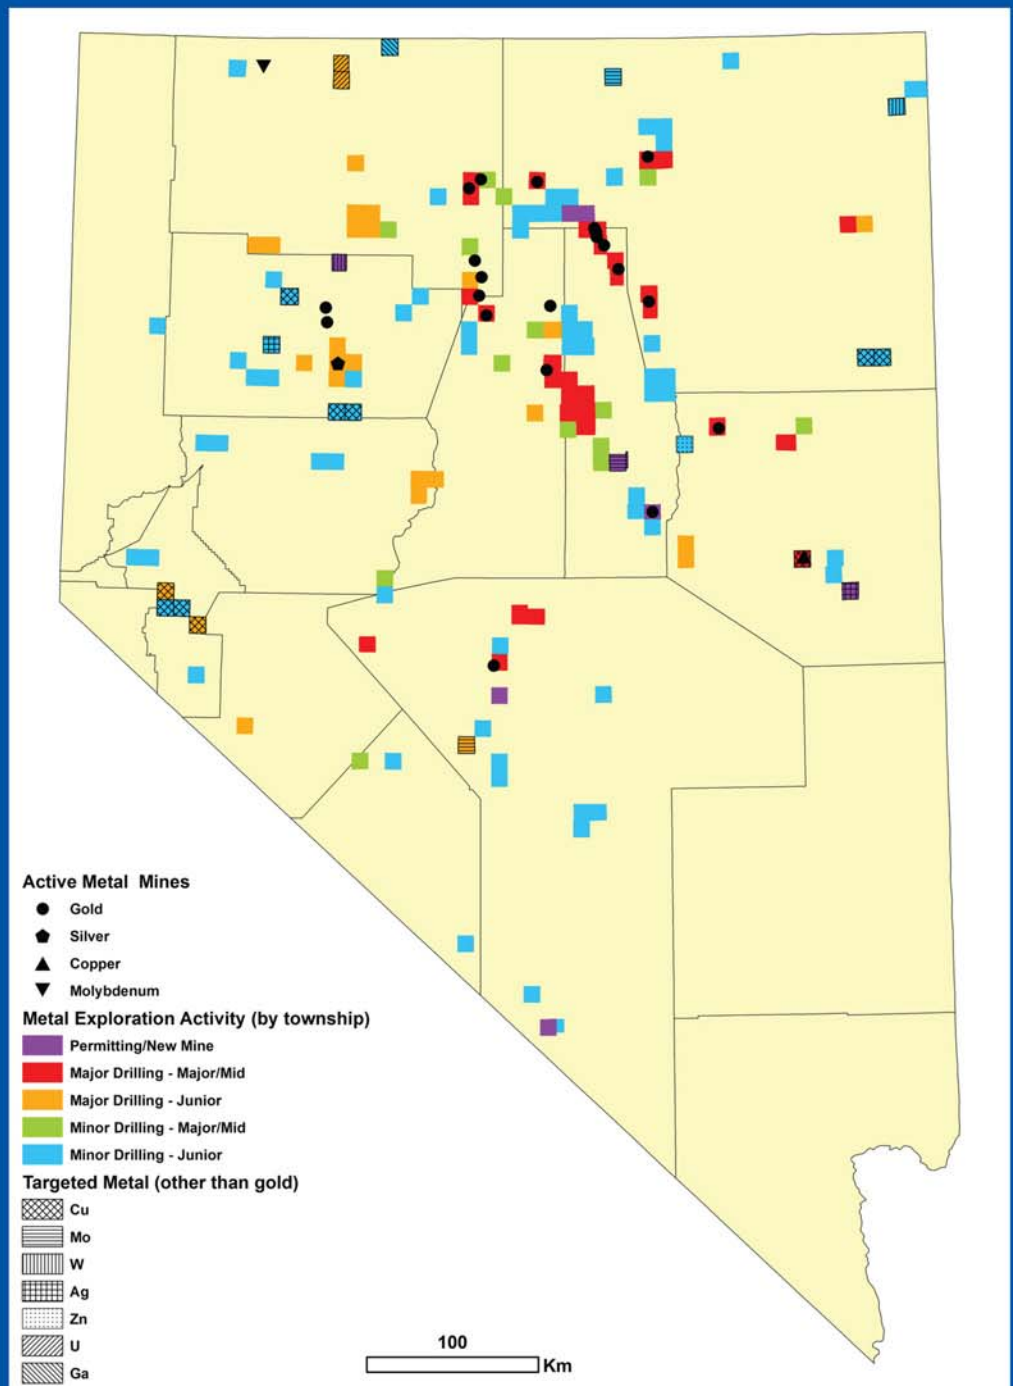 Active Metal Mines
Gold
Silver
Copper
Molybdenum
Metal Exploration Activity (by township)
Permitting/New Mine
Major Drilling - Major/Mid
Major Drilling - Junior
Minor Drilling - Major/Mid
Minor Drilling - Junior
Targeted Metal (other than gold)
Cu
Mo
W
Ag
Zn
U
Ga
100
Km